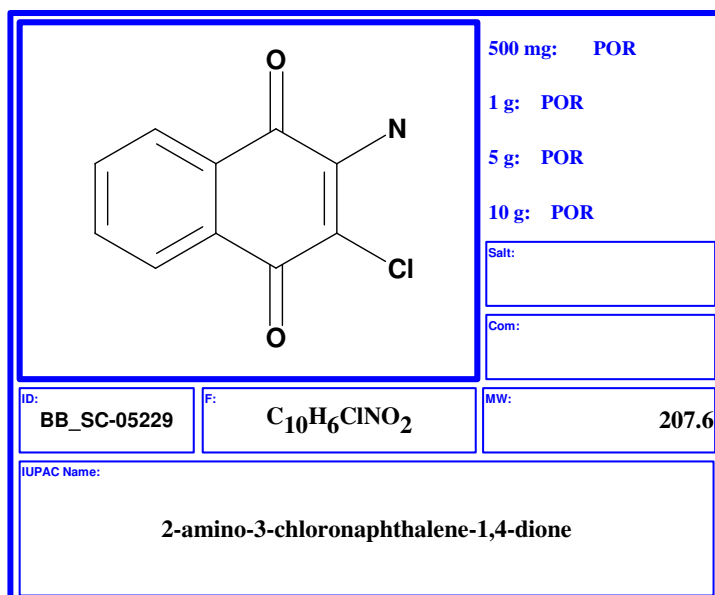 O
N
Cl
O
500 mg: POR
1 g: POR
5 g: POR
10 g: POR
Salt:
Com:
ID:
BB_SC-05229
F:
C10H6ClNO2
MW:
207.6
IUPAC Name:
2-amino-3-chloronaphthalene-1,4-dione